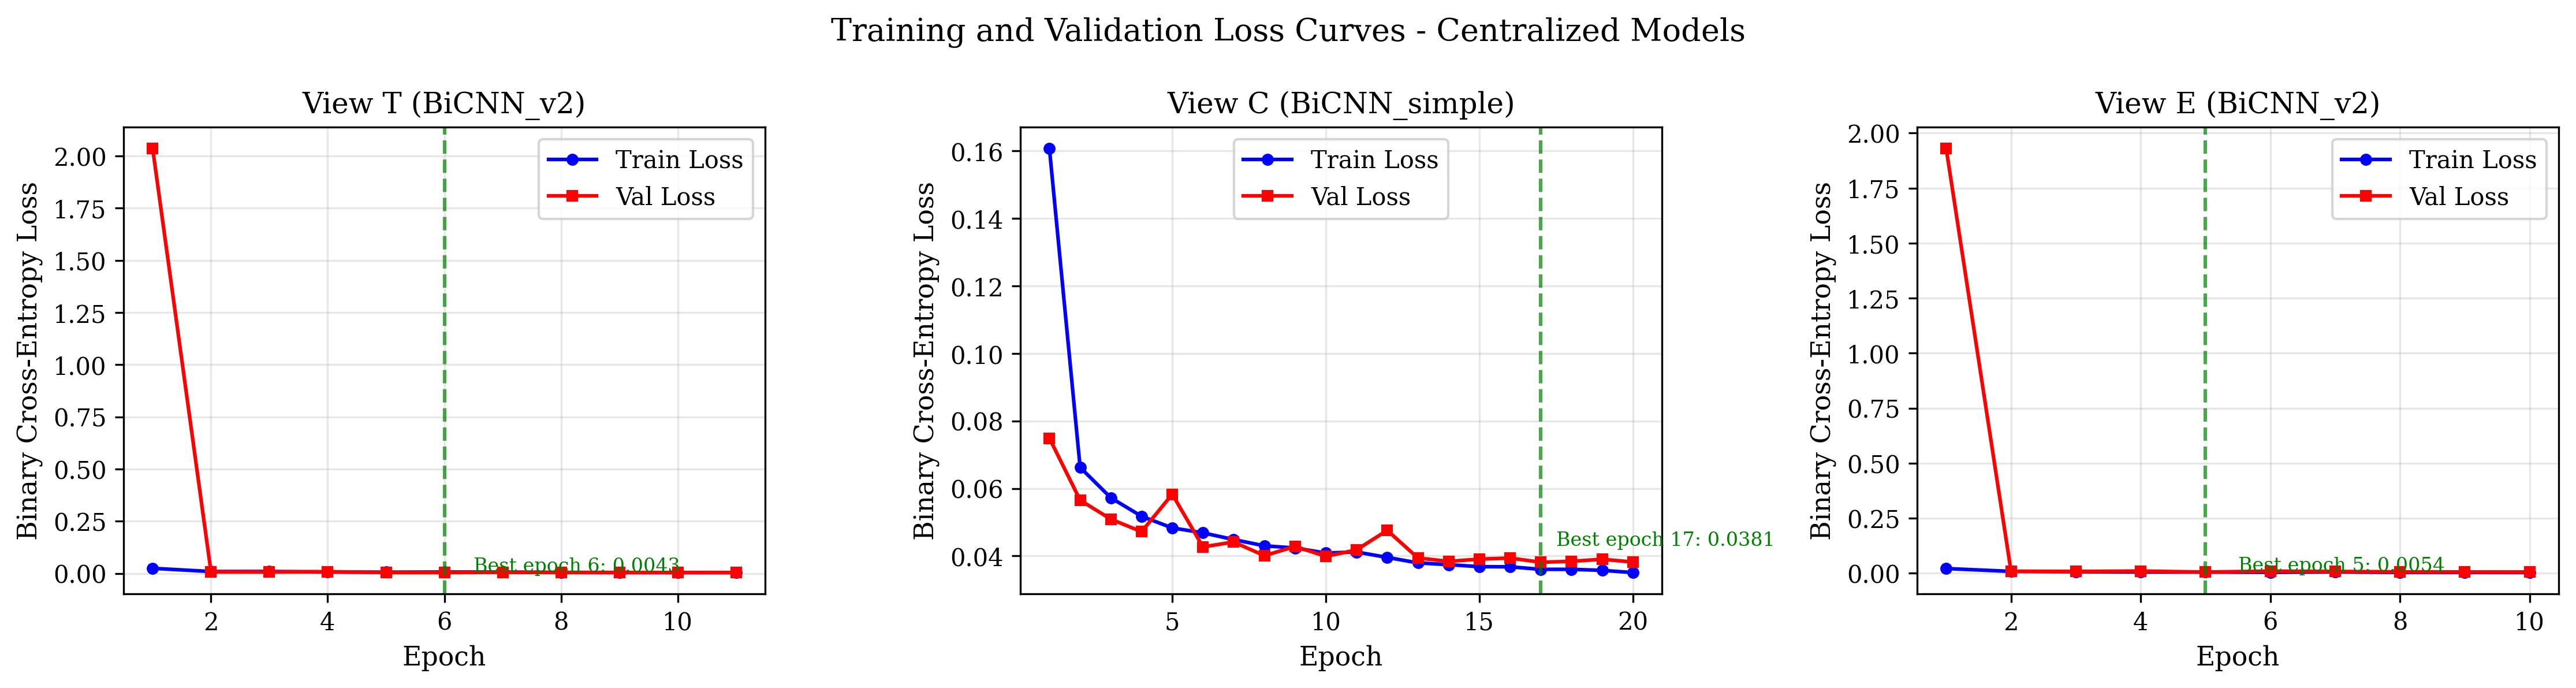 Training and Validation Loss Curves - Centralized Models
View T (BiCNN_v2)
Binary Cross-Entropy Loss
2.00
1.75
1.50
1.25
1.00
0.75
0.50
0.25
0.00
Train Loss
Val Loss
Best epoch 6: 0.0043
2 4 6 8 10
Epoch
View C (BiCNN_simple)
Binary Cross-Entropy Loss
0.16
0.14
0.12
0.10
0.08
0.06
0.04
Train Loss
Val Loss
Best epoch 17: 0.0381
5 10 15 20
Epoch
View E (BiCNN_v2)
Binary Cross-Entropy Loss
2.00
1.75
1.50
1.25
1.00
0.75
0.50
0.25
0.00
Train Loss
Val Loss
Best epoch 5: 0.0054
2 4 6 8 10
Epoch